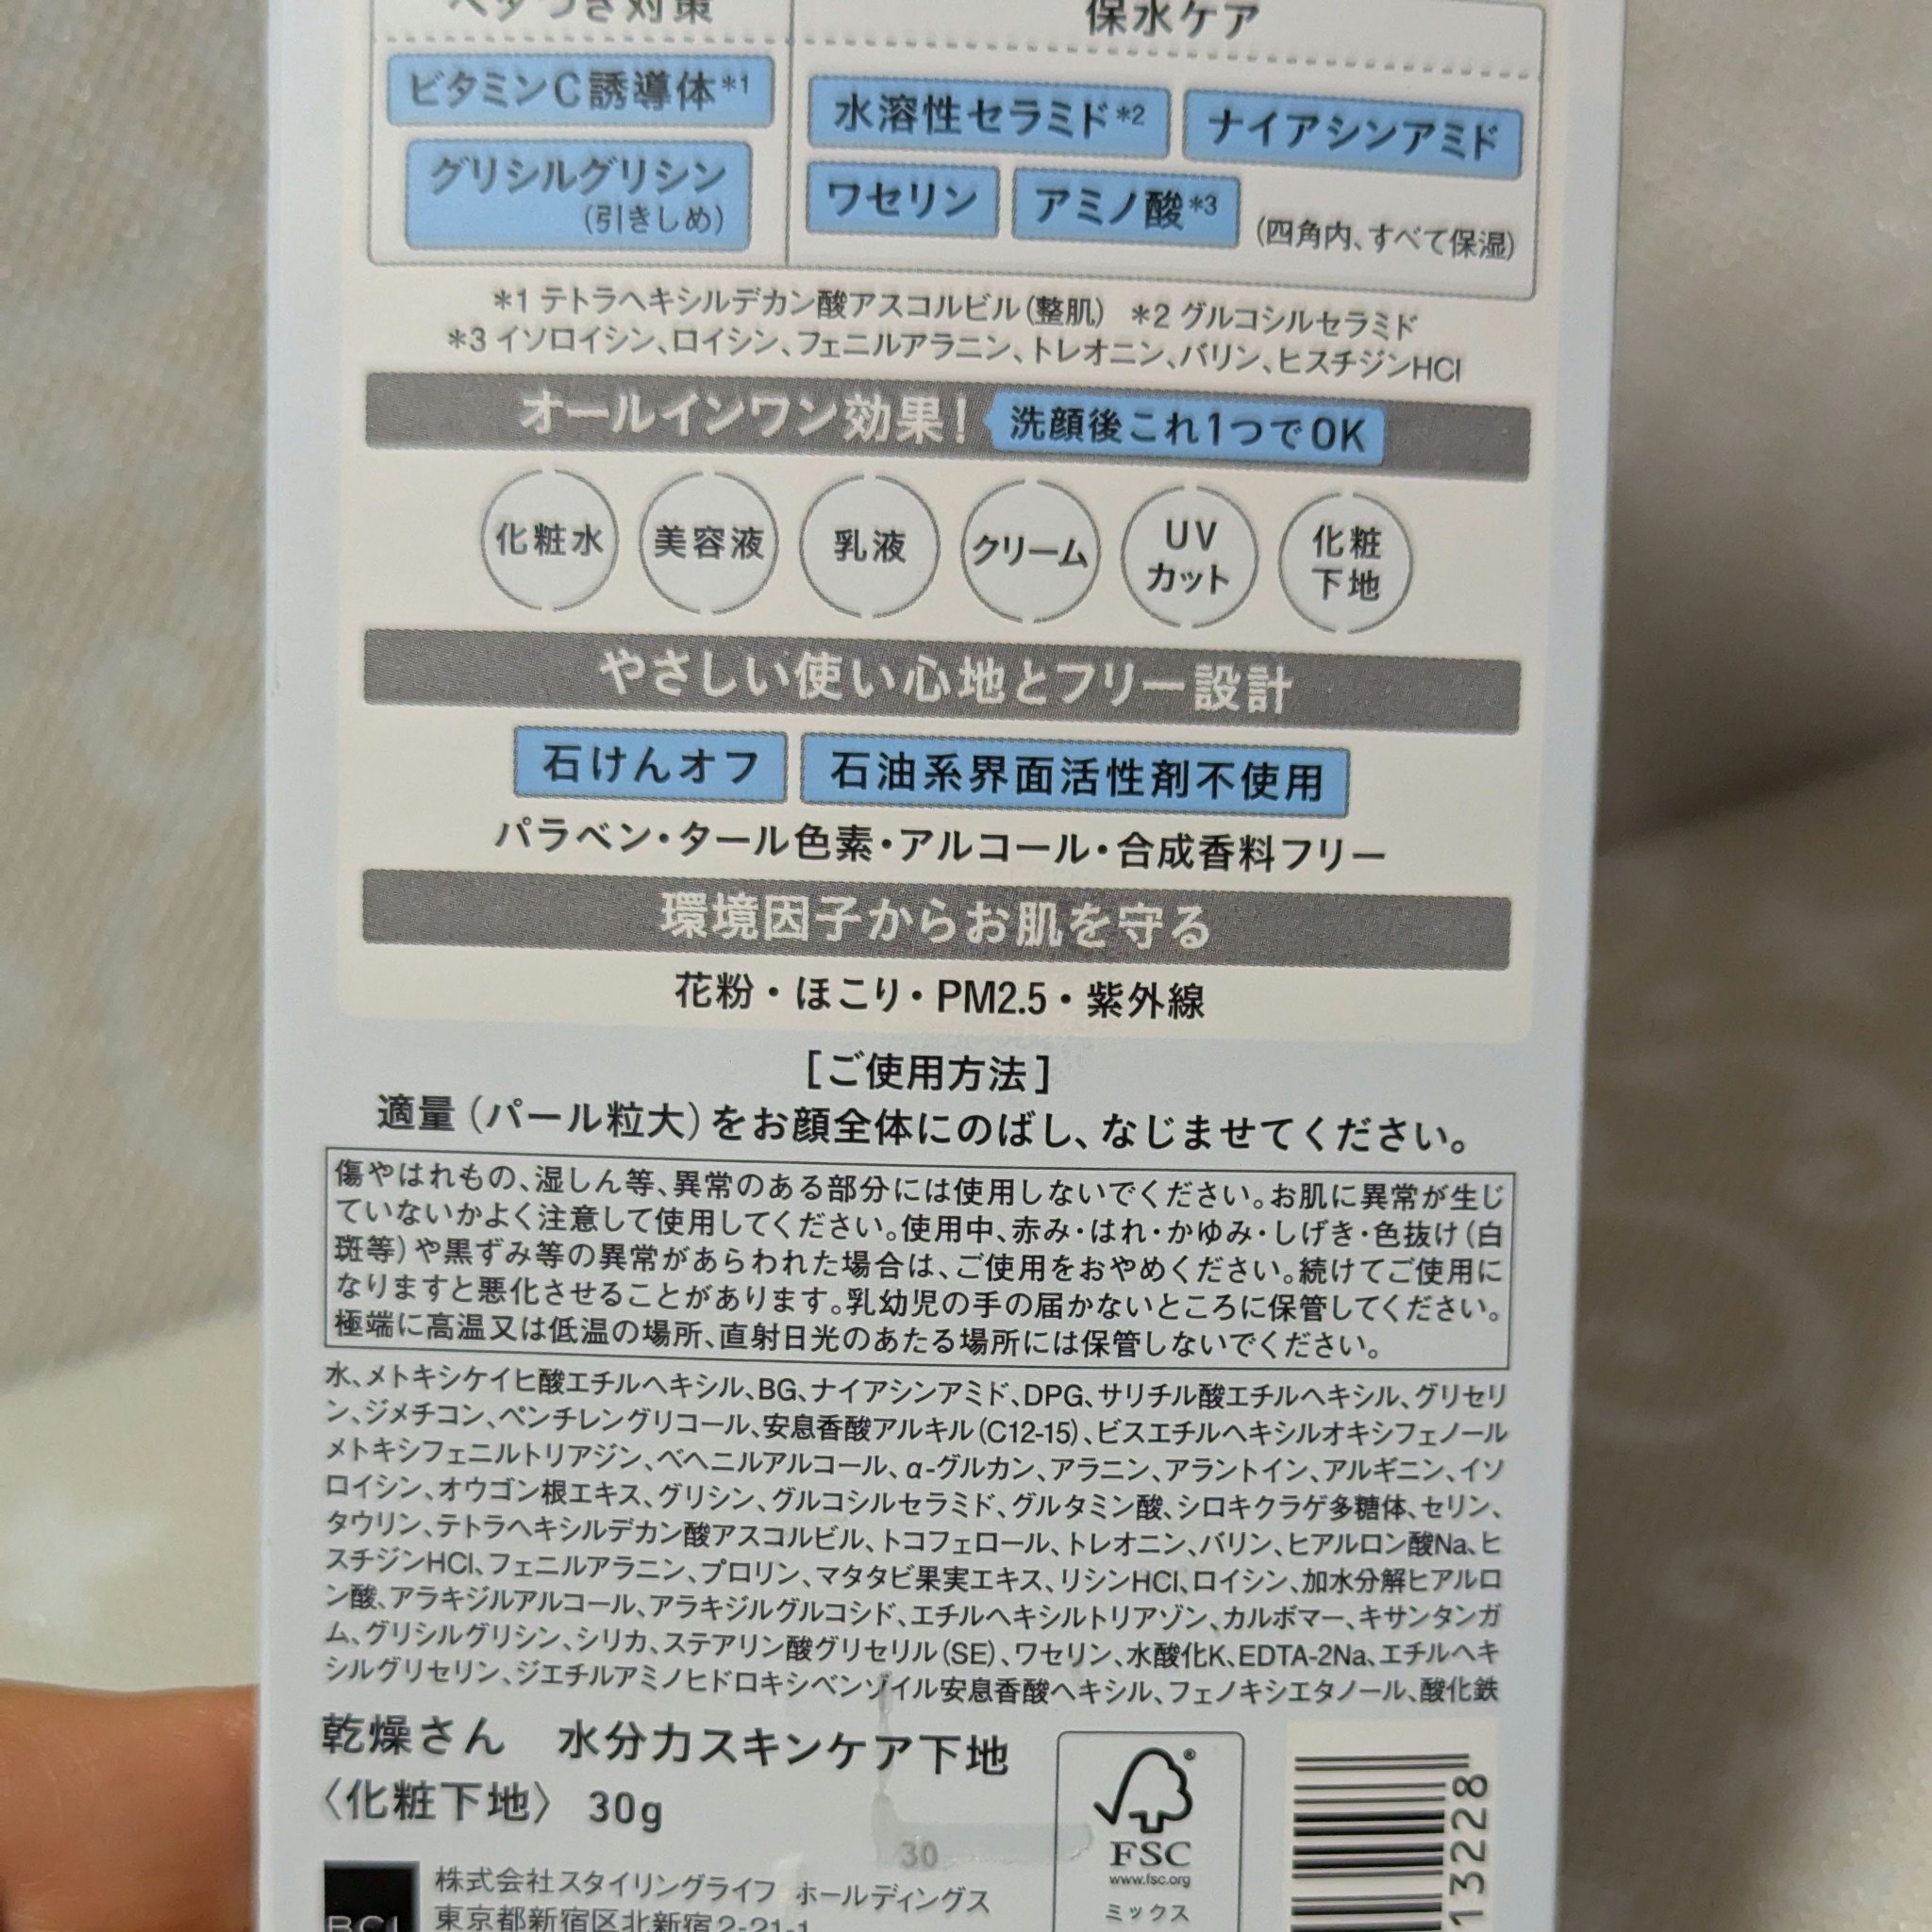 ベタつき対策
保水ケア
ビタミンC誘導体*1
水溶性セラミド*2
ナイアシンアミド
グリシルグリシン
(引きしめ)
ワセリン
アミノ酸*3
(四角内、すべて保湿)
*1 テトラヘキシルデカン酸アスコルビル(整肌) *2 グルコシルセラミド
*3 イソロイシン、ロイシン、フェニルアラニン、トレオニン、バリン、ヒスチジンHCl
オールインワン効果! 洗顔後これ1つでOK
化粧水
美容液
乳液
クリーム
UV
カット
化粧
下地
やさしい使い心地とフリー設計
石けんオフ
石油系界面活性剤不使用
パラベン・タール色素・アルコール・合成香料フリー
環境因子からお肌を守る
花粉・ほこり・PM2.5・紫外線
[ご使用方法]
適量(パール粒大)をお顔全体にのばし、なじませてください。
傷やはれもの、湿しん等、異常のある部分には使用しないでください。お肌に異常が生じ
ていないかよく注意して使用してください。使用中、赤み・はれ・かゆみ・しげき・色抜け(白
斑等)や黒ずみ等の異常があらわれた場合は、ご使用をおやめください。続けてご使用に
なりますと悪化させることがあります。乳幼児の手の届かないところに保管してください。
極端に高温又は低温の場所、直射日光のあたる場所には保管しないでください。
水、メトキシケイヒ酸エチルヘキシル、BG、ナイアシンアミド、DPG、サリチル酸エチルヘキシル、グリセリ
ン、ジメチコン、ペンチレングリコール、安息香酸アルキル(C12-15)、ビスエチルヘキシルオキシフェノール
メトキシフェニルトリアジン、ベヘニルアルコール、α-グルカン、アラニン、アラントイン、アルギニン、イソ
ロイシン、オウゴン根エキス、グリシン、グルコシルセラミド、グルタミン酸、シロキクラゲ多糖体、セリン、
タウリン、テトラヘキシルデカン酸アスコルビル、トコフェロール、トレオニン、バリン、ヒアルロン酸Na、ヒ
スチジンHCl、フェニルアラニン、プロリン、マタタビ果実エキス、リシンHCl、ロイシン、加水分解ヒアルロ
ン酸、アラキジルアルコール、アラキジルグルコシド、エチルヘキシルトリアゾン、カルボマー、キサンタンガ
ム、グリシルグリシン、シリカ、ステアリン酸グリセリル(SE)、ワセリン、水酸化K、EDTA-2Na、エチルヘキ
シルグリセリン、ジエチルアミノヒドロキシベンゾイル安息香酸ヘキシル、フェノキシエタノール、酸化鉄
乾燥さん 水分力スキンケア下地
〈化粧下地〉 30g
30
株式会社スタイリングライフ ホールディングス
東京都新宿区北新宿2-21-1
BCL
FSC
®
www.fsc.org
ミックス
13228